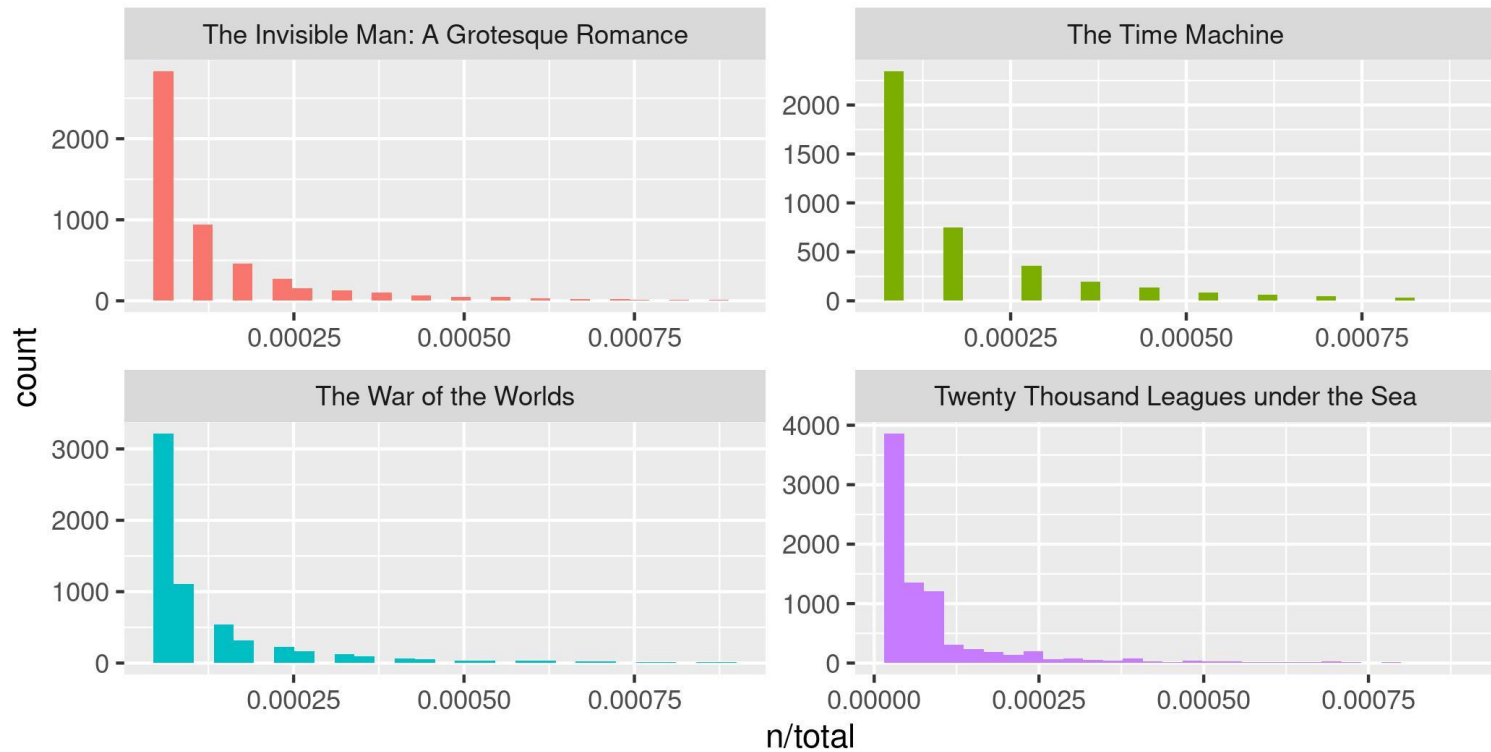 The Invisible Man: A Grotesque Romance
The Time Machine
2000
1000
0
0.00025 0.00050 0.00075
2000
1500
1000
500
0
0.00025 0.00050 0.00075
count
The War of the Worlds
Twenty Thousand Leagues under the Sea
3000
2000
1000
0
0.00025 0.00050 0.00075
4000
3000
2000
1000
0
0.00000 0.00025 0.00050 0.00075
n/total